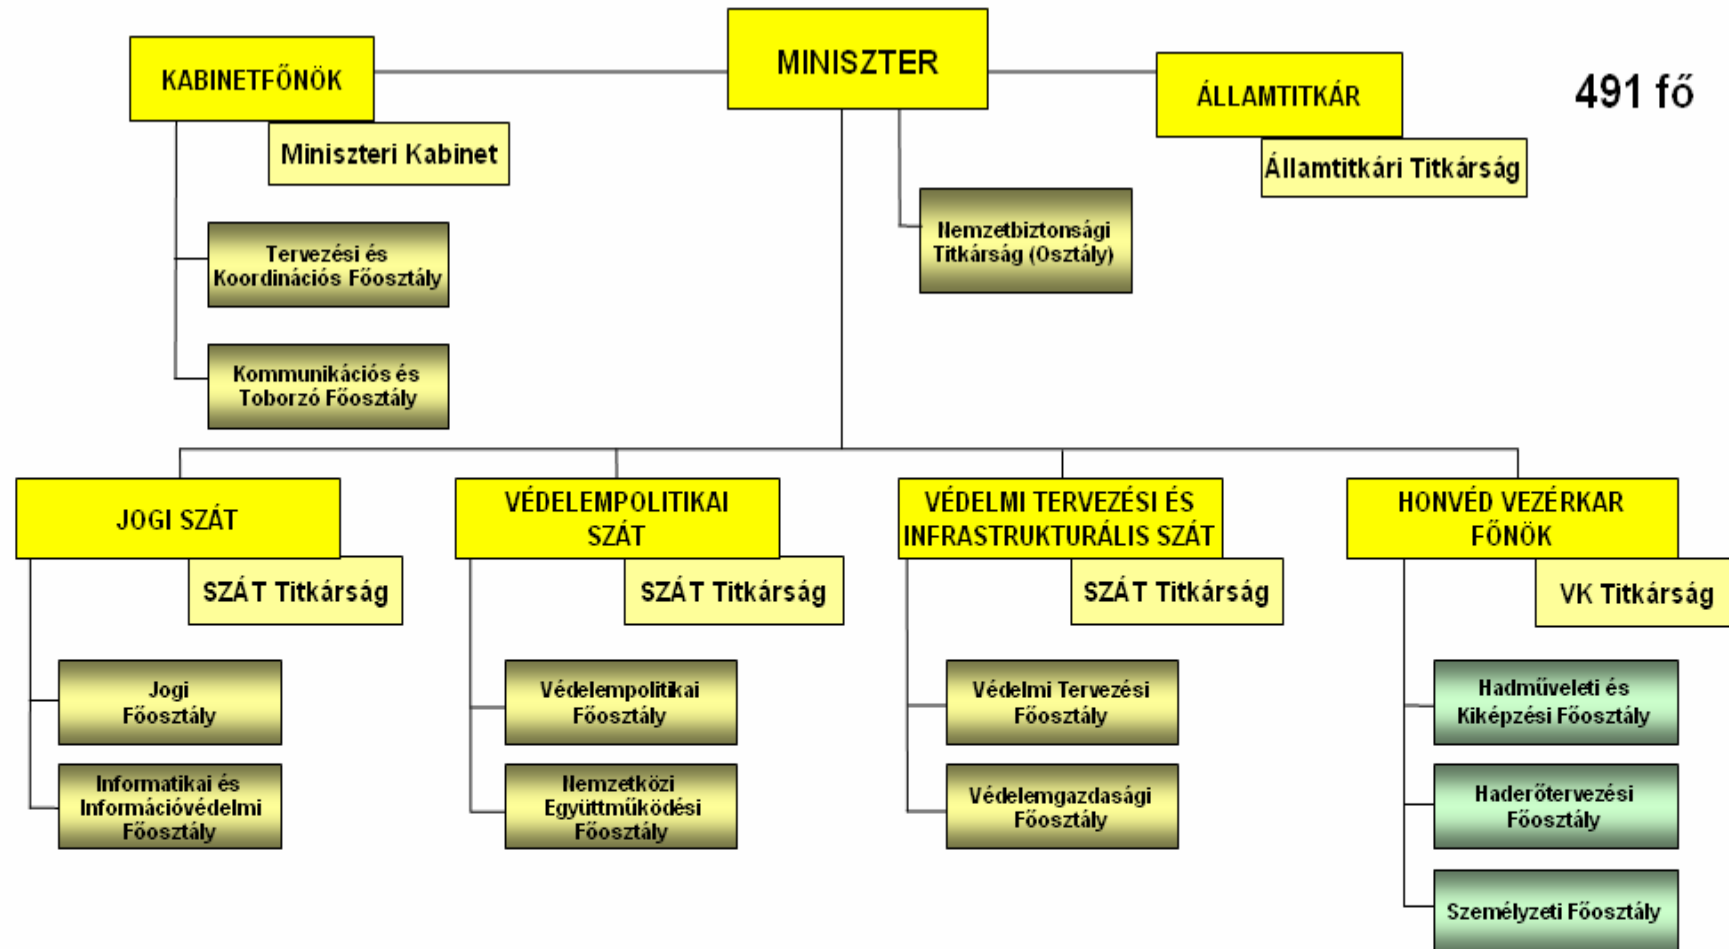 MINISZTER
KABINETFŐNÖK
ÁLLAMTITKÁR
491 fő
Miniszteri Kabinet
Államtitkári Titkárság
Nemzetbiztonsági
Titkárság (Osztály)
Tervezési és
Koordinációs Főosztály
Kommunikációs és
Toborzó Főosztály
JOGI SZÁT
SZÁT Titkárság
Jogi
Főosztály
Informatikai és
Információvédelmi
Főosztály
VÉDELEMPOLITIKAI
SZÁT
SZÁT Titkárság
Védelempolitikai
Főosztály
Nemzetközi
Együttműködési
Főosztály
VÉDELMI TERVEZÉSI ÉS
INFRASTRUKTURÁLIS SZÁT
SZÁT Titkárság
Védelmi Tervezési
Főosztály
Védelemgazdasági
Főosztály
HONVÉD VEZÉRKAR
FŐNÖK
VK Titkárság
Hadműveleti és
Kiképzési Főosztály
Haderőtervezési
Főosztály
Személyzeti Főosztály